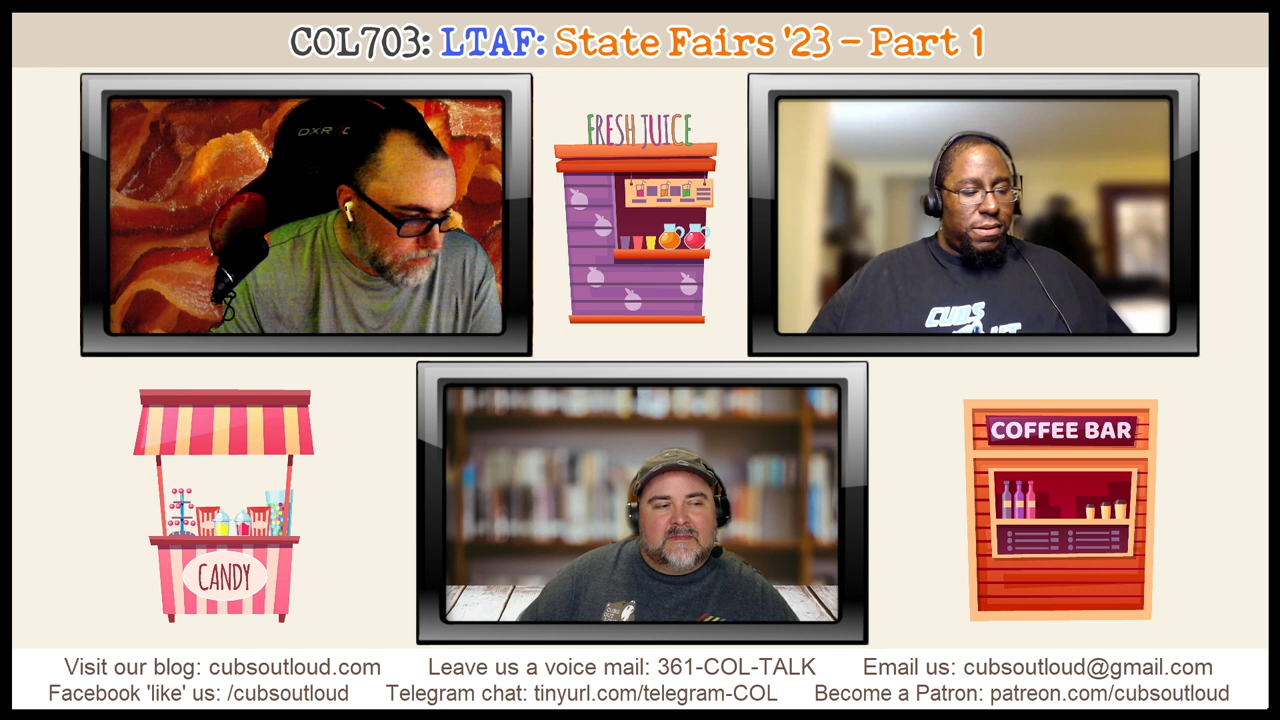 COL703: LTAF: State Fairs '23 - Part 1
DXR
FRESH JUICE
CUBS
CANDY
COFFEE BAR
Visit our blog: cubsoutloud.com Leave us a voice mail: 361-COL-TALK Email us: cubsoutloud@gmail.com
Facebook 'like' us: /cubsoutloud Telegram chat: tinyurl.com/telegram-COL Become a Patron: patreon.com/cubsoutloud